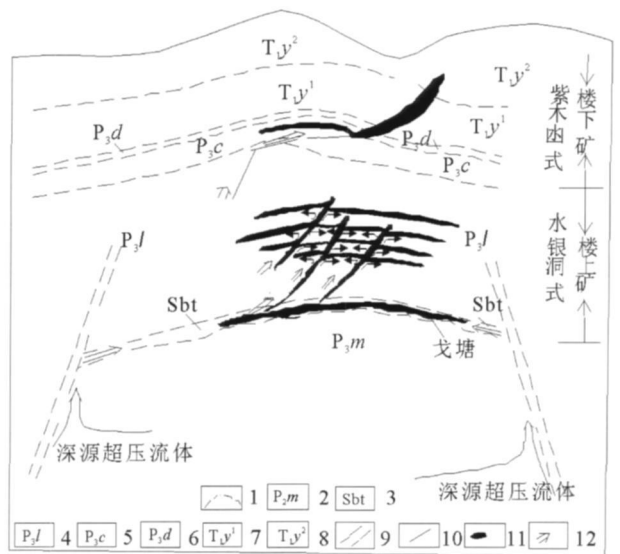 T₁y²
T₁y²
T₁y¹
T₁y¹
P₃d
P₃c
P₃d
P₃c
紫木凼式
楼下矿
水银洞式
楼上矿
P₃l
P₃l
Sbt
Sbt
P₃m
戈塘
深源超压流体
深源超压流体
1 P₂m 2 Sbt 3
P₃l 4 P₃c 5 P₃d 6 T₁y¹ 7 T₁y² 8 9 10 11 12